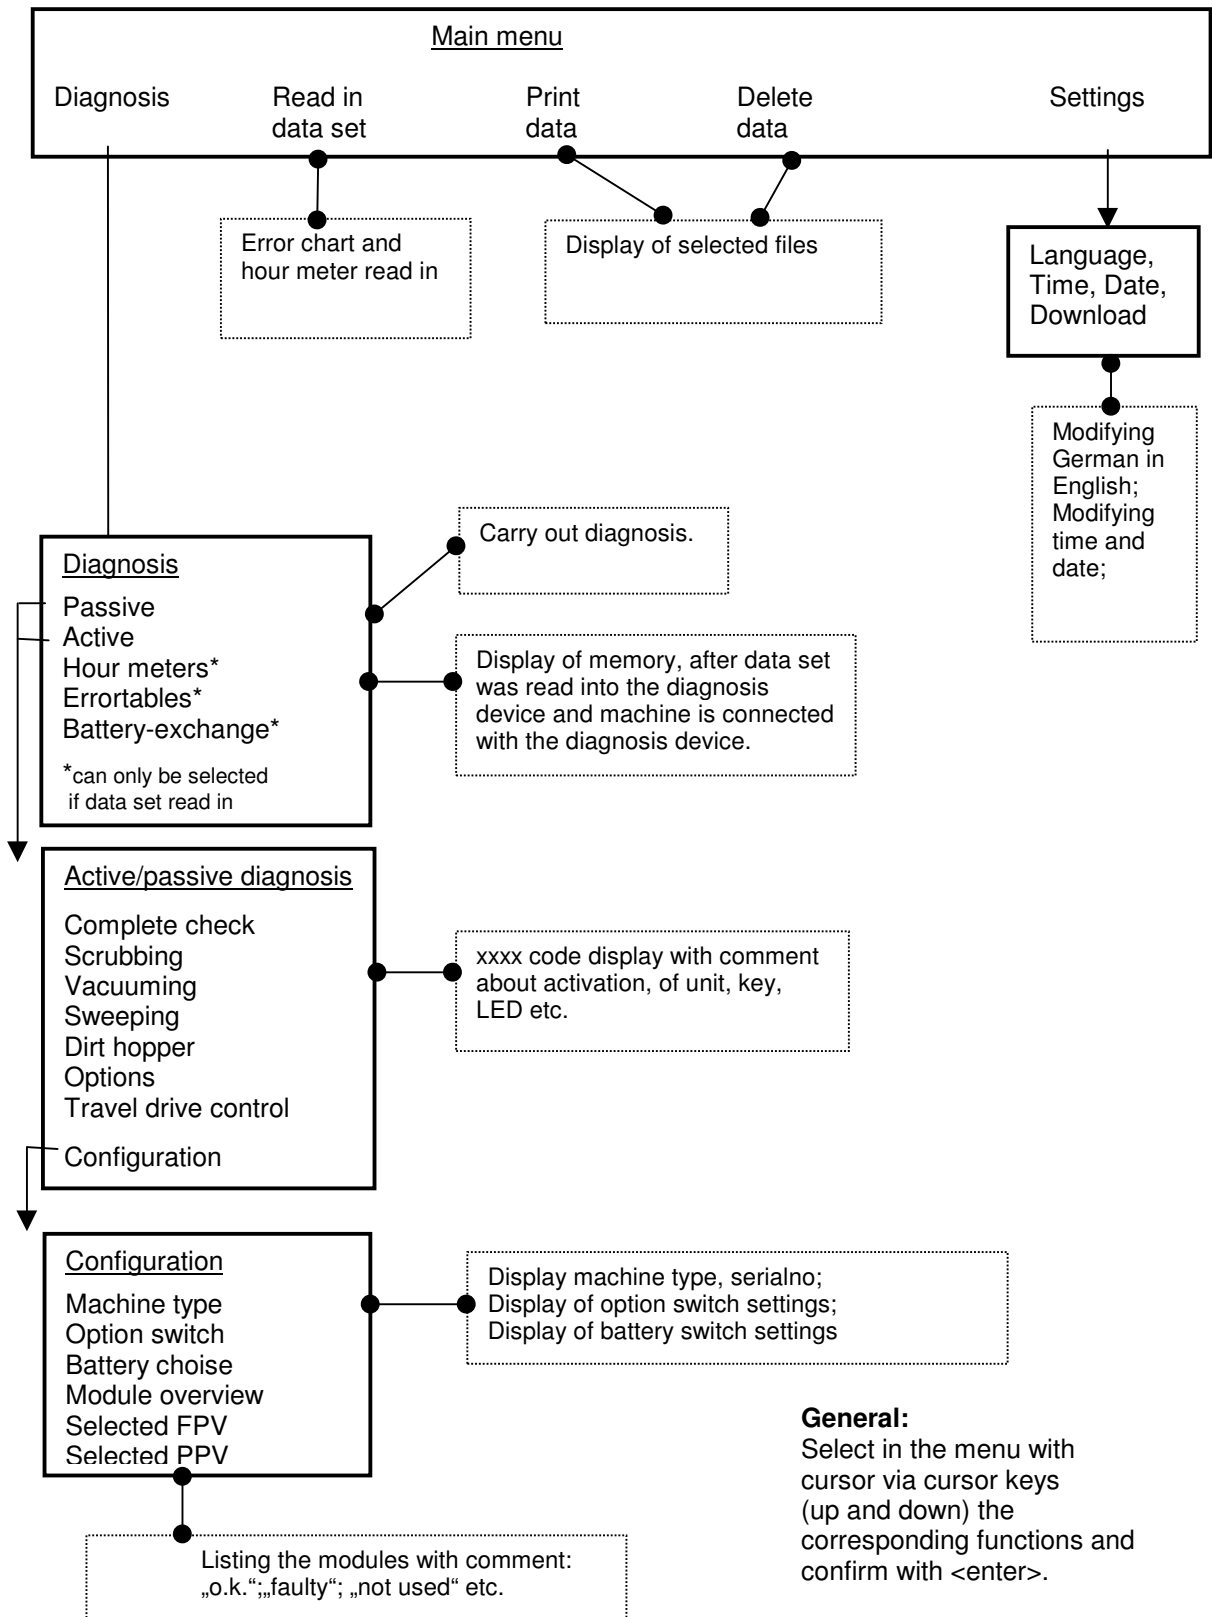 Main menu
Diagnosis
Read in
data set
Print
data
Delete
data
Settings
Error chart and
hour meter read in
Display of selected files
Language,
Time, Date,
Download
Modifying
German in
English;
Modifying
time and
date;
Carry out diagnosis.
Diagnosis
Passive
Active
Hour meters*
Errortables*
Battery-exchange*
*can only be selected
if data set read in
Display of memory, after data set
was read into the diagnosis
device and machine is connected
with the diagnosis device.
Active/passive diagnosis
Complete check
Scrubbing
Vacuuming
Sweeping
Dirt hopper
Options
Travel drive control
Configuration
xxxx code display with comment
about activation, of unit, key,
LED etc.
Configuration
Machine type
Option switch
Battery choise
Module overview
Selected FPV
Selected PPV
Display machine type, serialno;
Display of option switch settings;
Display of battery switch settings
General:
Select in the menu with
cursor via cursor keys
(up and down) the
corresponding functions and
confirm with <enter>.
Listing the modules with comment:
„o.k.“;„faulty“; „not used“ etc.